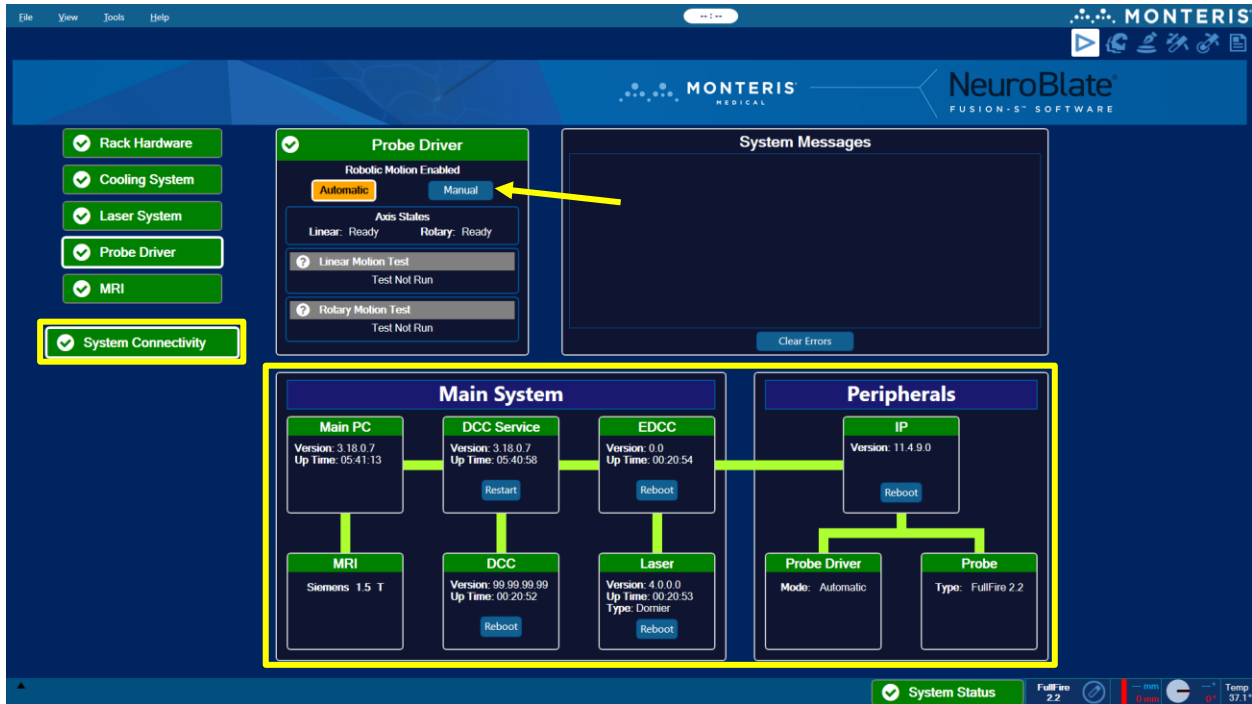 File View Tools Help
-- : --
MONTERIS
MONTERIS
MEDICAL
NeuroBlate
FUSION-S™ SOFTWARE
Rack Hardware
Cooling System
Laser System
Probe Driver
MRI
System Connectivity
Probe Driver
Robotic Motion Enabled
Automatic Manual
Axis States
Linear: Ready Rotary: Ready
? Linear Motion Test
Test Not Run
? Rotary Motion Test
Test Not Run
System Messages
Clear Errors
Main System
Main PC
Version: 3.18.0.7
Up Time: 05:41:13
DCC Service
Version: 3.18.0.7
Up Time: 05:40:58
Restart
EDCC
Version: 0.0
Up Time: 00:20:54
Reboot
MRI
Siemens 1.5 T
DCC
Version: 99.99.99.99
Up Time: 00:20:52
Reboot
Laser
Version: 4.0.0.0
Up Time: 00:20:53
Type: Dornier
Reboot
Peripherals
IP
Version: 11.4.9.0
Reboot
Probe Driver
Mode: Automatic
Probe
Type: FullFire 2.2
System Status
FullFire
2.2
-- mm
0 mm
--°
0°
Temp
37.1°